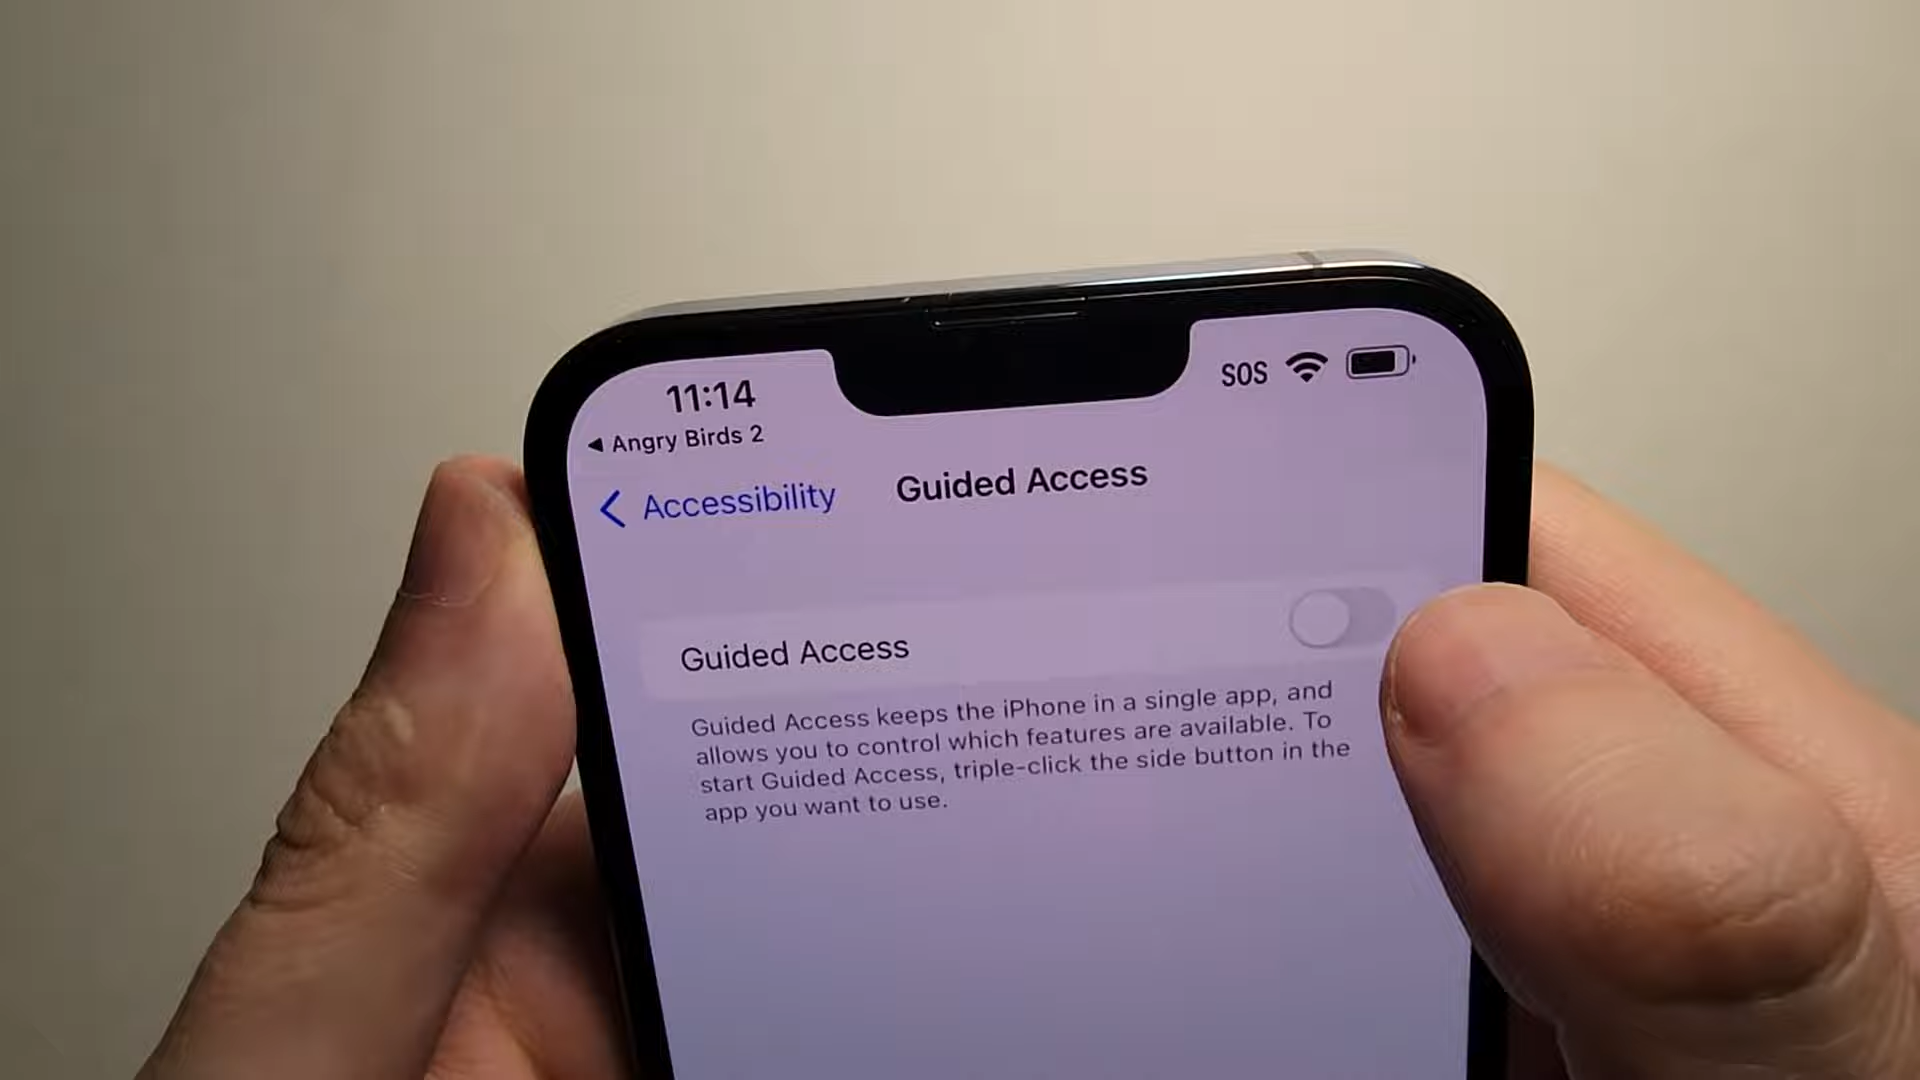 11:14
SOS
◀ Angry Birds 2
Accessibility
Guided Access
Guided Access
Guided Access keeps the iPhone in a single app, and
allows you to control which features are available. To
start Guided Access, triple-click the side button in the
app you want to use.